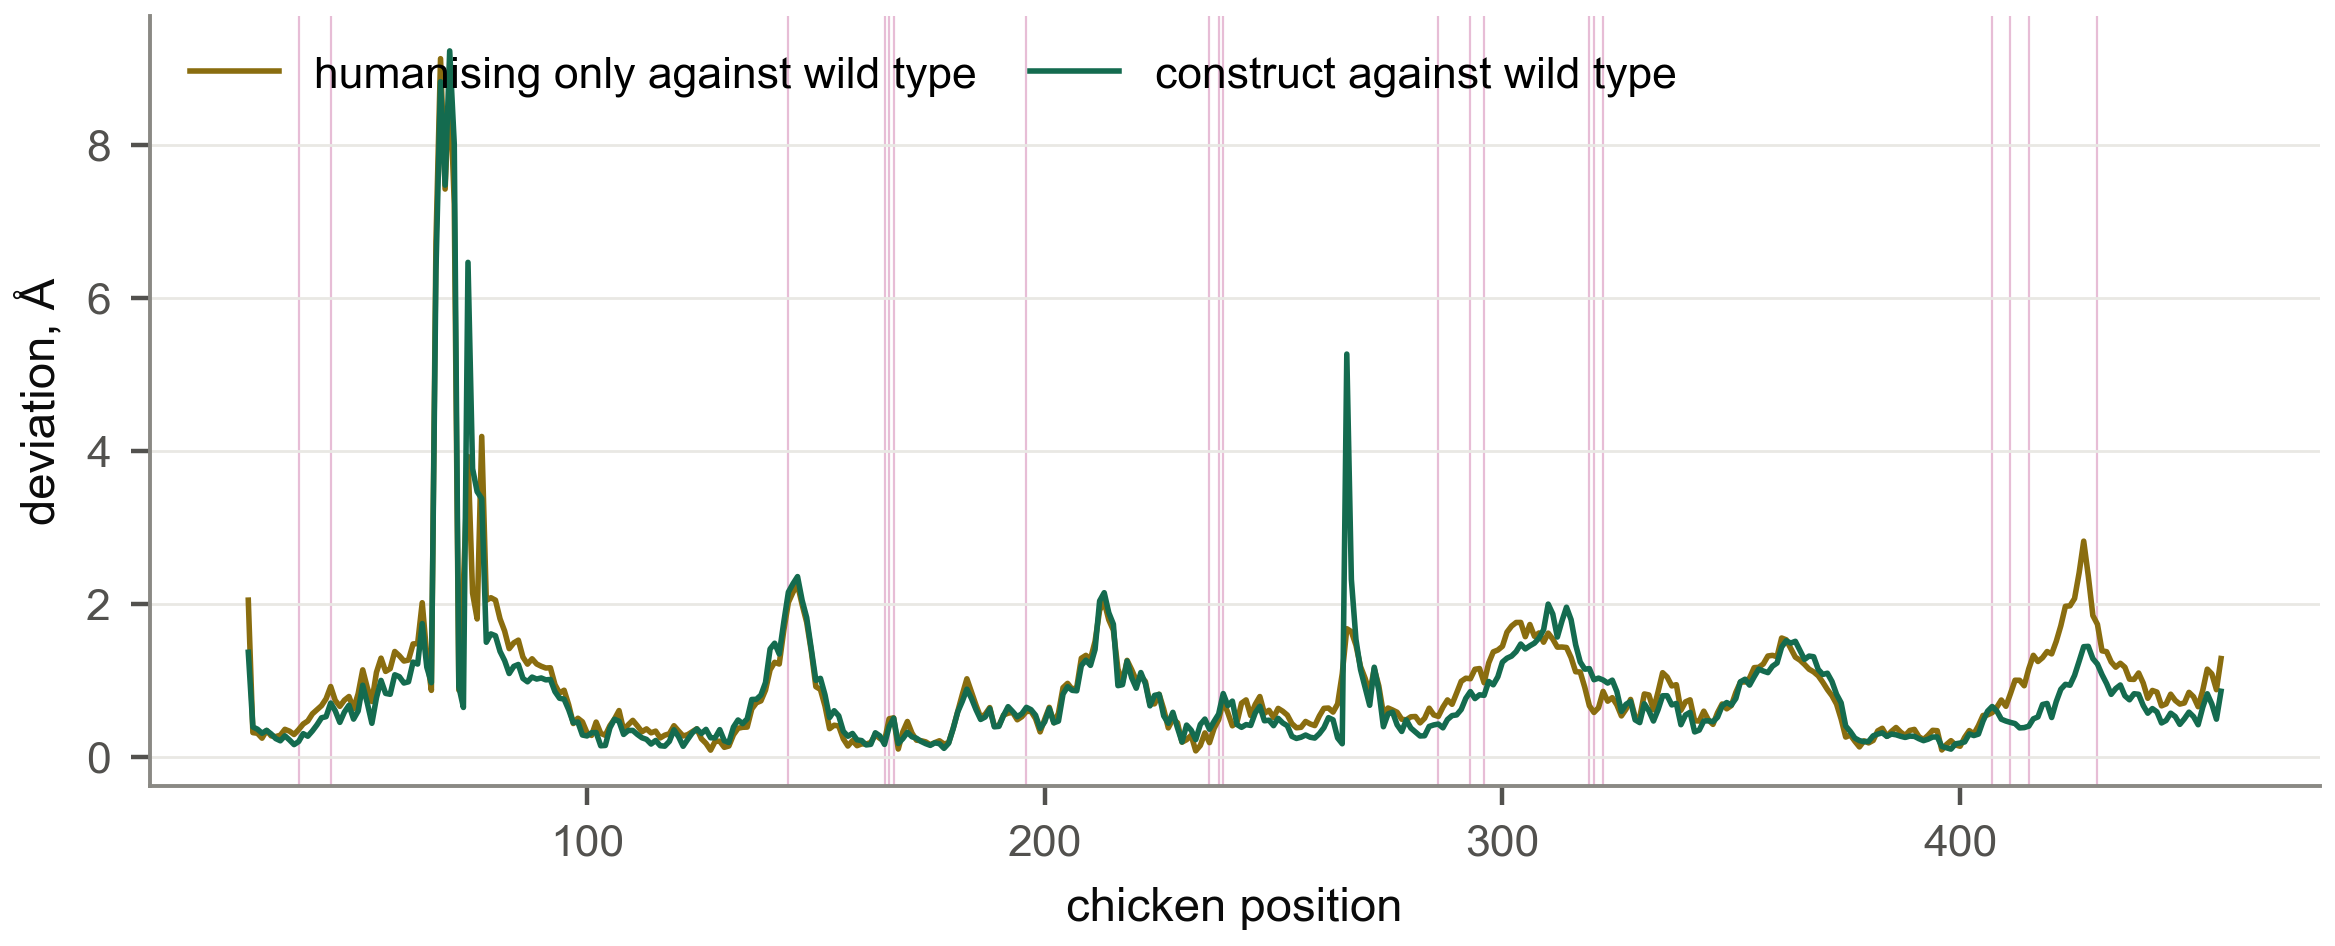 humanising only against wild type
construct against wild type
8
6
4
2
0
deviation, Å
100
200
300
400
chicken position